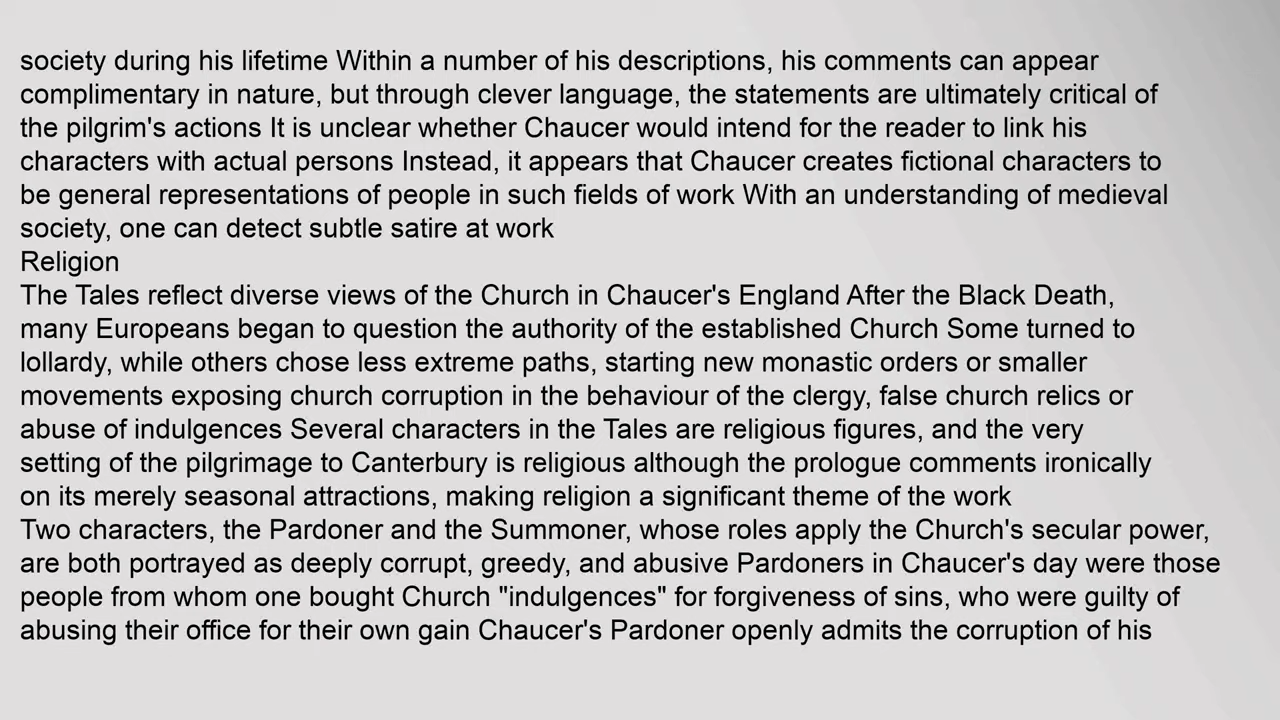 society during his lifetime Within a number of his descriptions, his comments can appear
complimentary in nature, but through clever language, the statements are ultimately critical of
the pilgrim's actions It is unclear whether Chaucer would intend for the reader to link his
characters with actual persons Instead, it appears that Chaucer creates fictional characters to
be general representations of people in such fields of work With an understanding of medieval
society, one can detect subtle satire at work
Religion
The Tales reflect diverse views of the Church in Chaucer's England After the Black Death,
many Europeans began to question the authority of the established Church Some turned to
lollardy, while others chose less extreme paths, starting new monastic orders or smaller
movements exposing church corruption in the behaviour of the clergy, false church relics or
abuse of indulgences Several characters in the Tales are religious figures, and the very
setting of the pilgrimage to Canterbury is religious although the prologue comments ironically
on its merely seasonal attractions, making religion a significant theme of the work
Two characters, the Pardoner and the Summoner, whose roles apply the Church's secular power,
are both portrayed as deeply corrupt, greedy, and abusive Pardoners in Chaucer's day were those
people from whom one bought Church "indulgences" for forgiveness of sins, who were guilty of
abusing their office for their own gain Chaucer's Pardoner openly admits the corruption of his